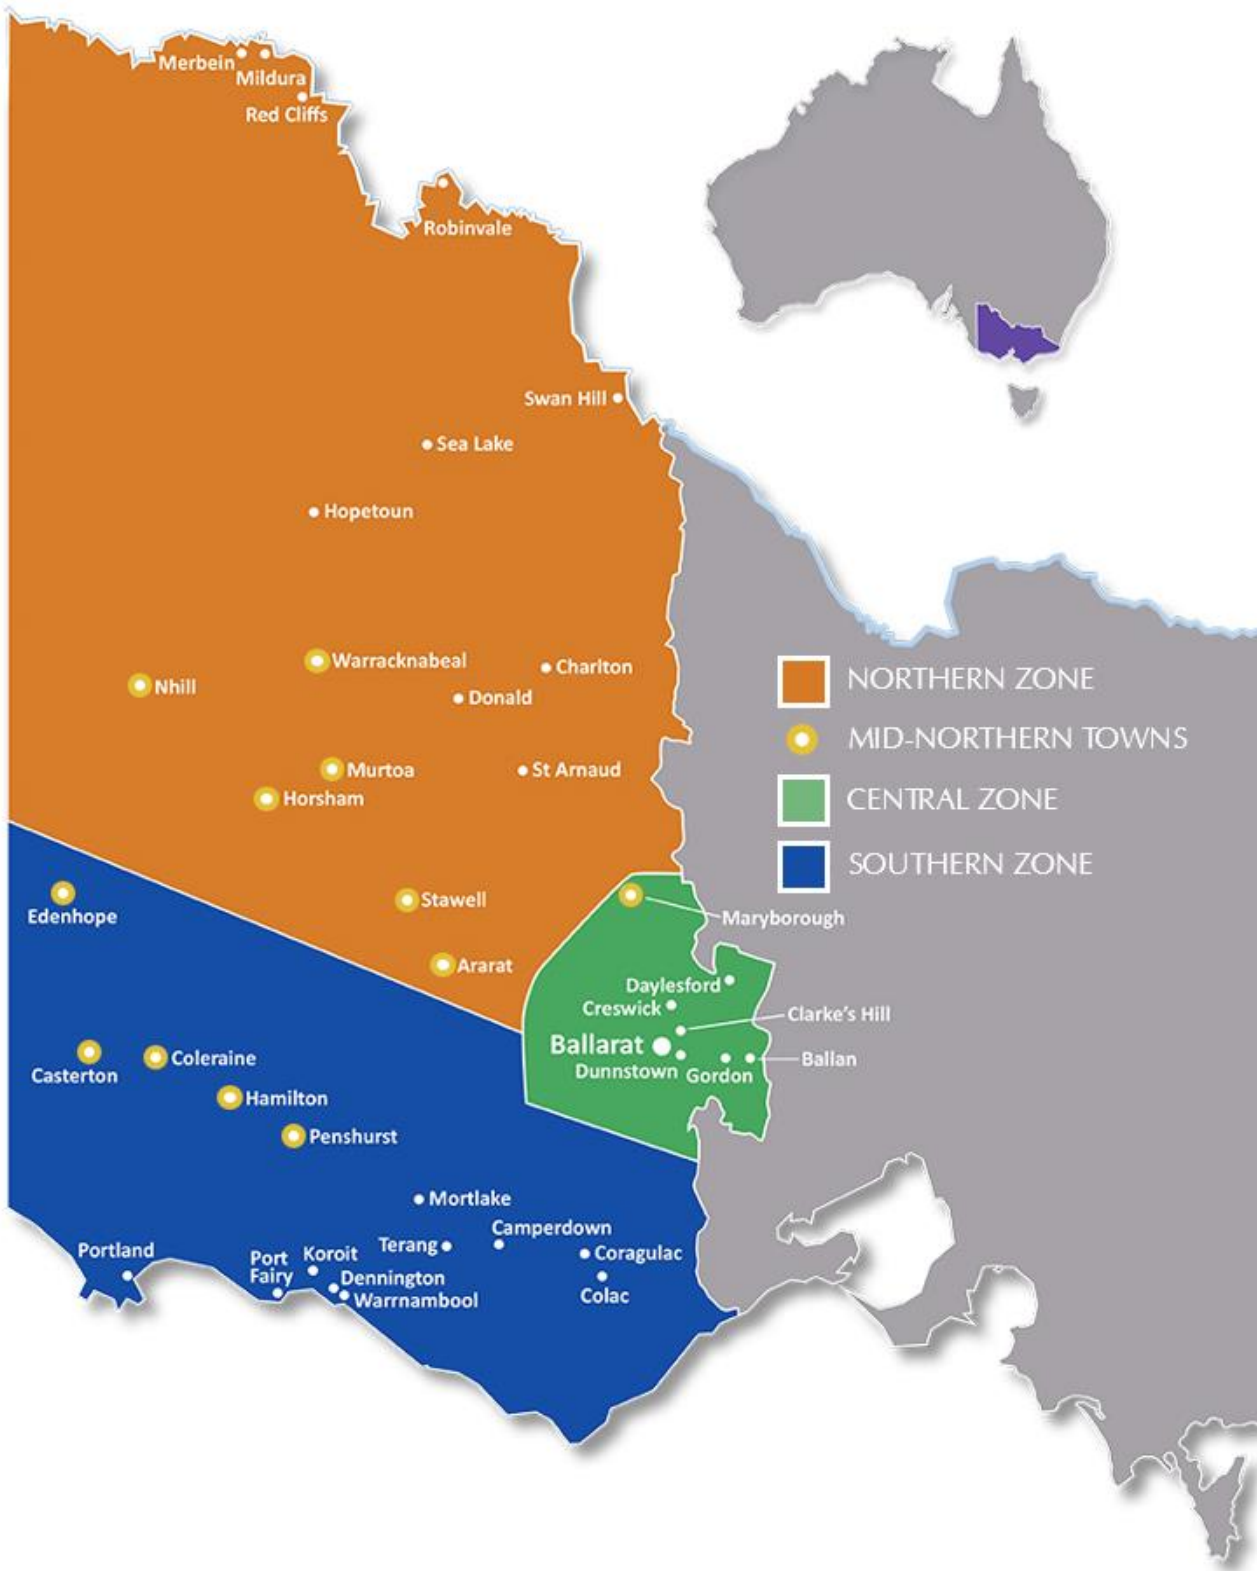 Merbein
Mildura
Red Cliffs
Robinvale
Swan Hill
Sea Lake
Hopetoun
Warracknabeal
Charlton
Nhill
Donald
NORTHERN ZONE
MID-NORTHERN TOWNS
Murtoa
St Arnaud
Horsham
CENTRAL ZONE
SOUTHERN ZONE
Stawell
Edenhope
Maryborough
Ararat
Daylesford
Creswick
Clarke's Hill
Ballarat
Coleraine
Ballan
Dunnstown
Gordon
Casterton
Hamilton
Penshurst
Mortlake
Camperdown
Terang
Portland
Port
Fairy
Koroit
Coragulac
Dennington
Colac
Warrnambool